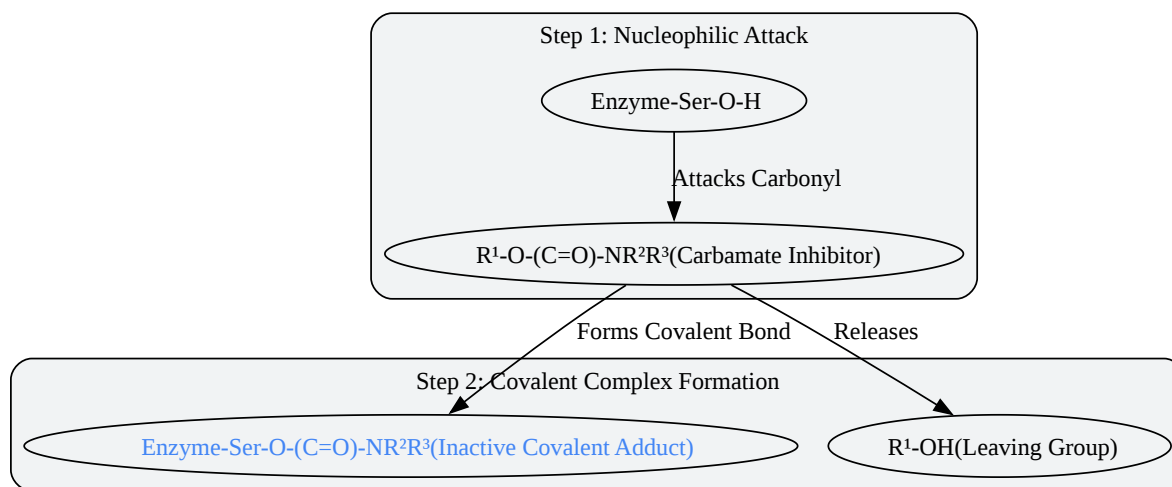 Step 1: Nucleophilic Attack
Enzyme-Ser-O-H
Attacks Carbonyl
R¹-O-(C=O)-NR²R³(Carbamate Inhibitor)
Forms Covalent Bond
Releases
Step 2: Covalent Complex Formation
Enzyme-Ser-O-(C=O)-NR²R³(Inactive Covalent Adduct)
R¹-OH(Leaving Group)